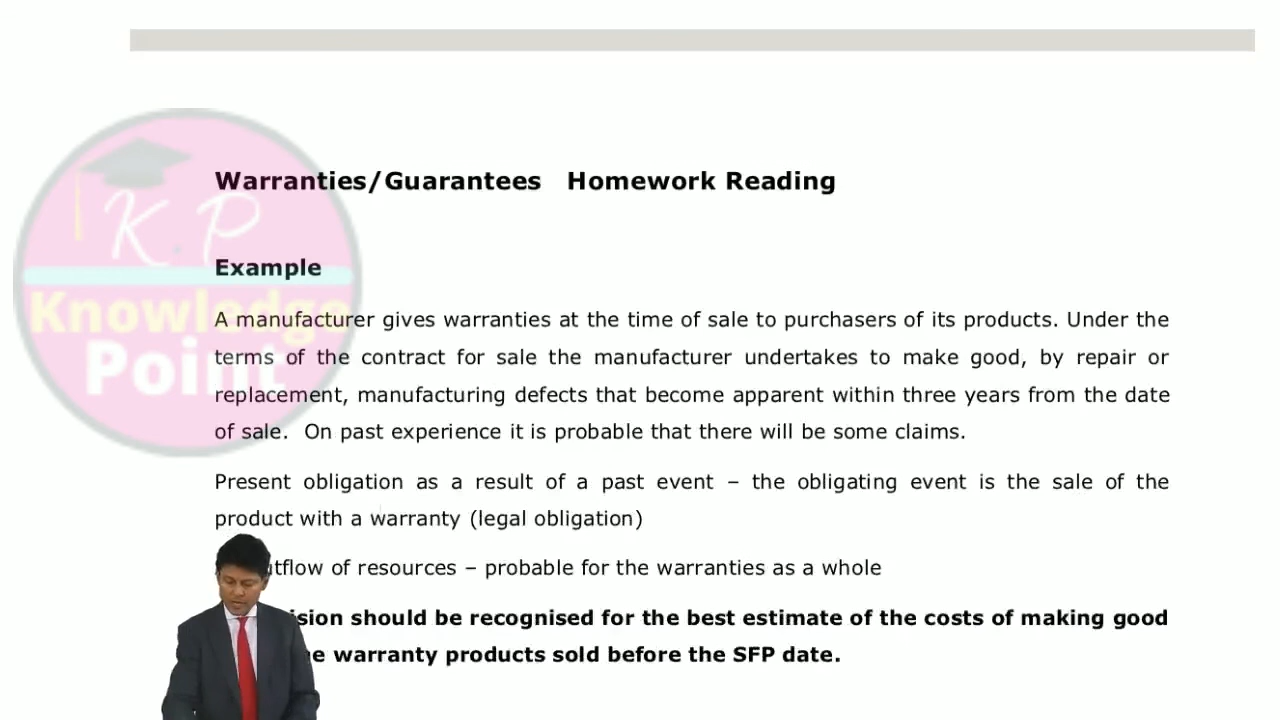 Warranties/Guarantees Homework Reading
K.P
Knowledge
Point
Example
A manufacturer gives warranties at the time of sale to purchasers of its products. Under the
terms of the contract for sale the manufacturer undertakes to make good, by repair or
replacement, manufacturing defects that become apparent within three years from the date
of sale. On past experience it is probable that there will be some claims.
Present obligation as a result of a past event – the obligating event is the sale of the
product with a warranty (legal obligation)
of resources – probable for the warranties as a whole
should be recognised for the best estimate of the costs of making good
warranty products sold before the SFP date.